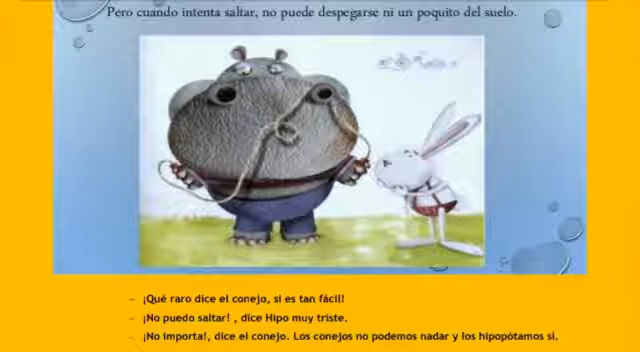 Pero cuando intenta saltar, no puede despegarse ni un poquito del suelo.
– ¡Qué raro dice el conejo, si es tan fácil!
– ¡No puedo saltar! , dice Hipo muy triste.
– ¡No importa!, dice el conejo. Los conejos no podemos nadar y los hipopótamos si.